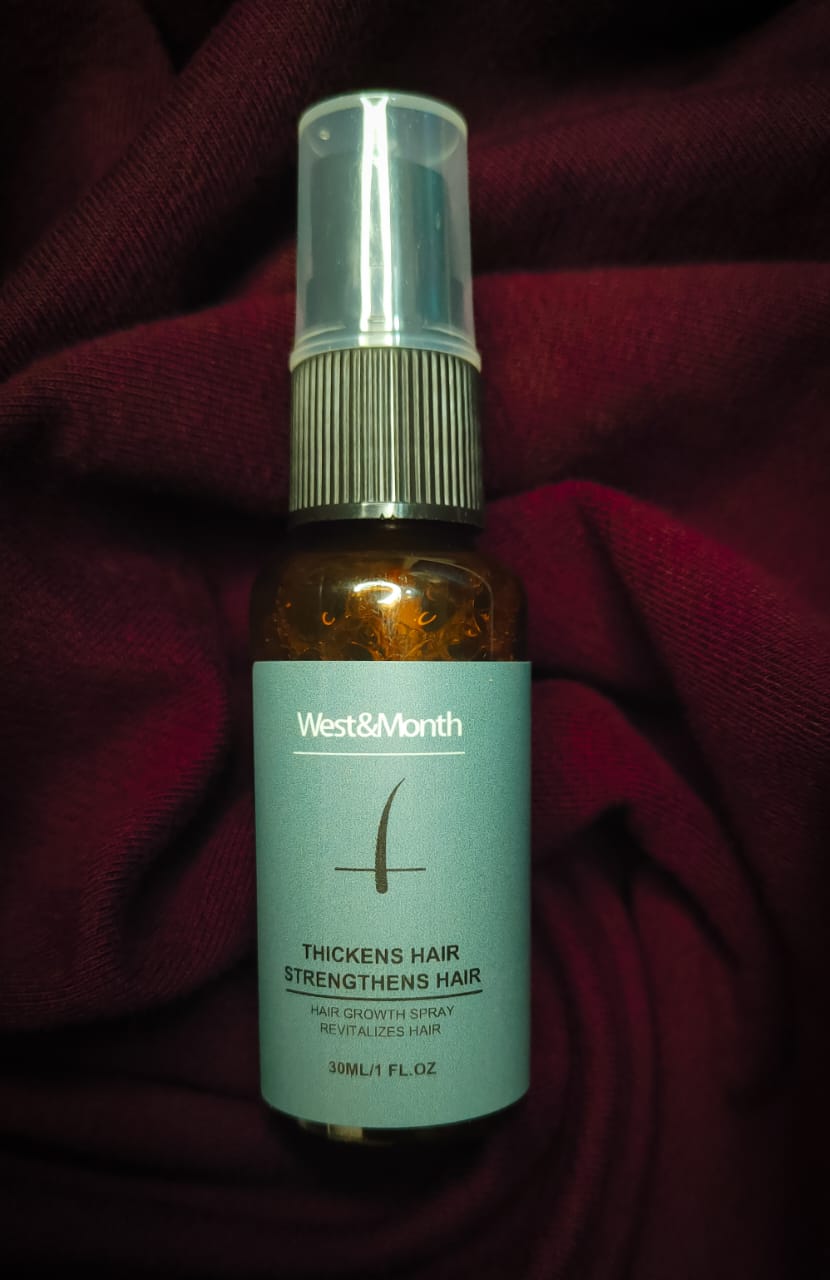 West&Month
THICKENS HAIR
STRENGTHENS HAIR
HAIR GROWTH SPRAY
REVITALIZES HAIR
30ML/1 FL.OZ